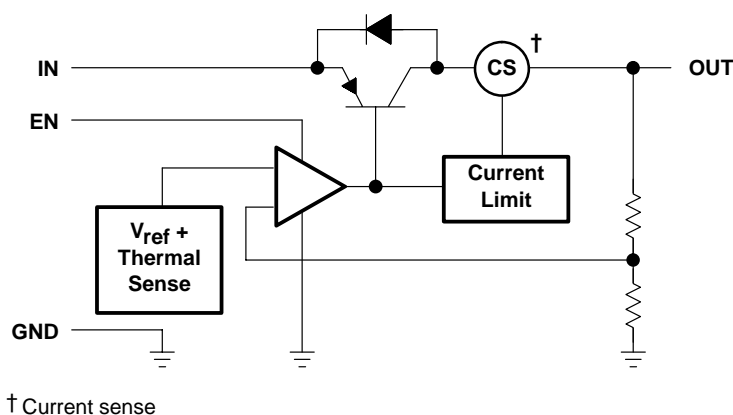 †
IN
CS
OUT
EN
Current
Limit
Vref +
Thermal
Sense
GND
† Current sense